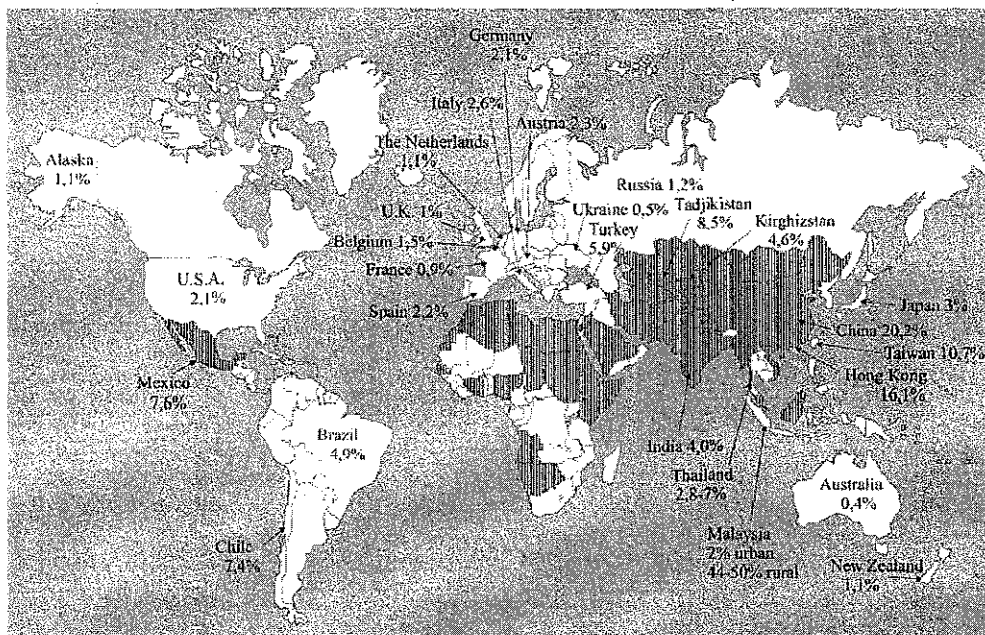 Germany
2,1%
Italy 2,6%
Austria 2,3%
The Netherlands
1,1%
Alaska
1,1%
Russia 1,2%
U.K. 1%
Ukraine 0,5%
Tadjikistan
8,5%
Turkey
5,9%
Kirghizstan
4,6%
Belgium 1,5%
U.S.A.
2,1%
France 0,9%
Spain 2,2%
Japan 3%
China 20,2%
Taiwan 10,7%
Hong Kong
16,1%
Mexico
7,6%
Brazil
4,9%
India 4,0%
Thailand
2,8-7%
Australia
0,4%
Malaysia
2% urban
44-50% rural
Chile
7,4%
New Zealand
1,1%